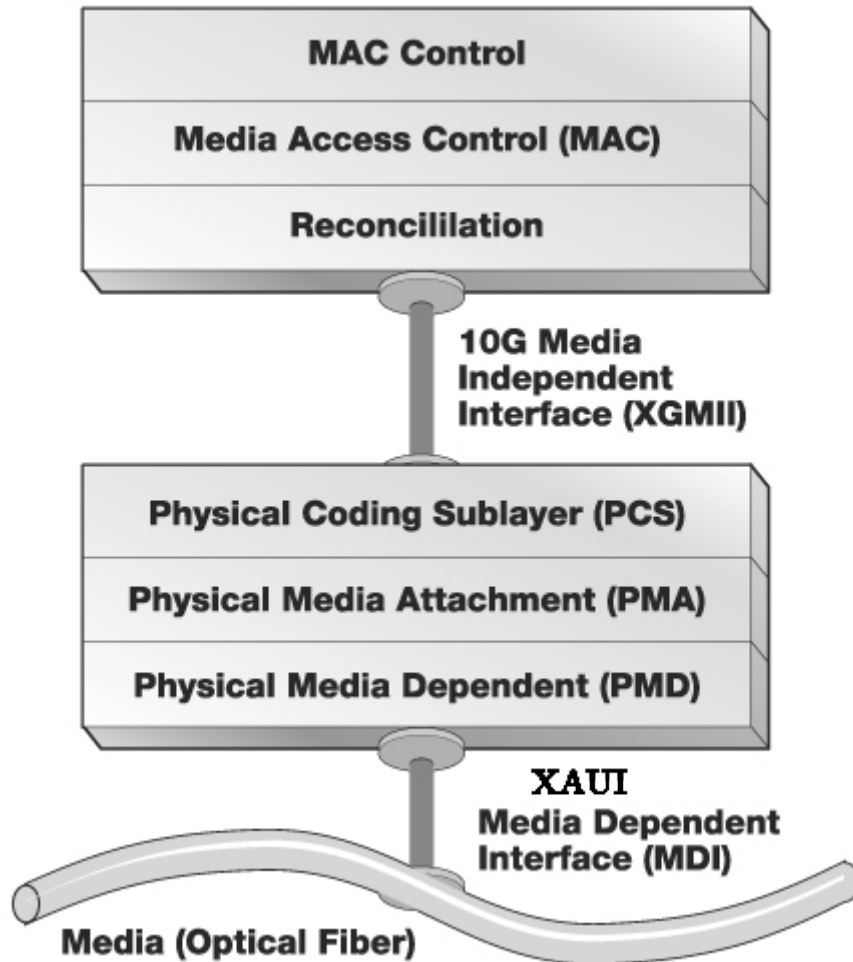 MAC Control
Media Access Control (MAC)
Reconcililation
10G Media
Independent
Interface (XGMII)
Physical Coding Sublayer (PCS)
Physical Media Attachment (PMA)
Physical Media Dependent (PMD)
XAUI
Media Dependent
Interface (MDI)
Media (Optical Fiber)